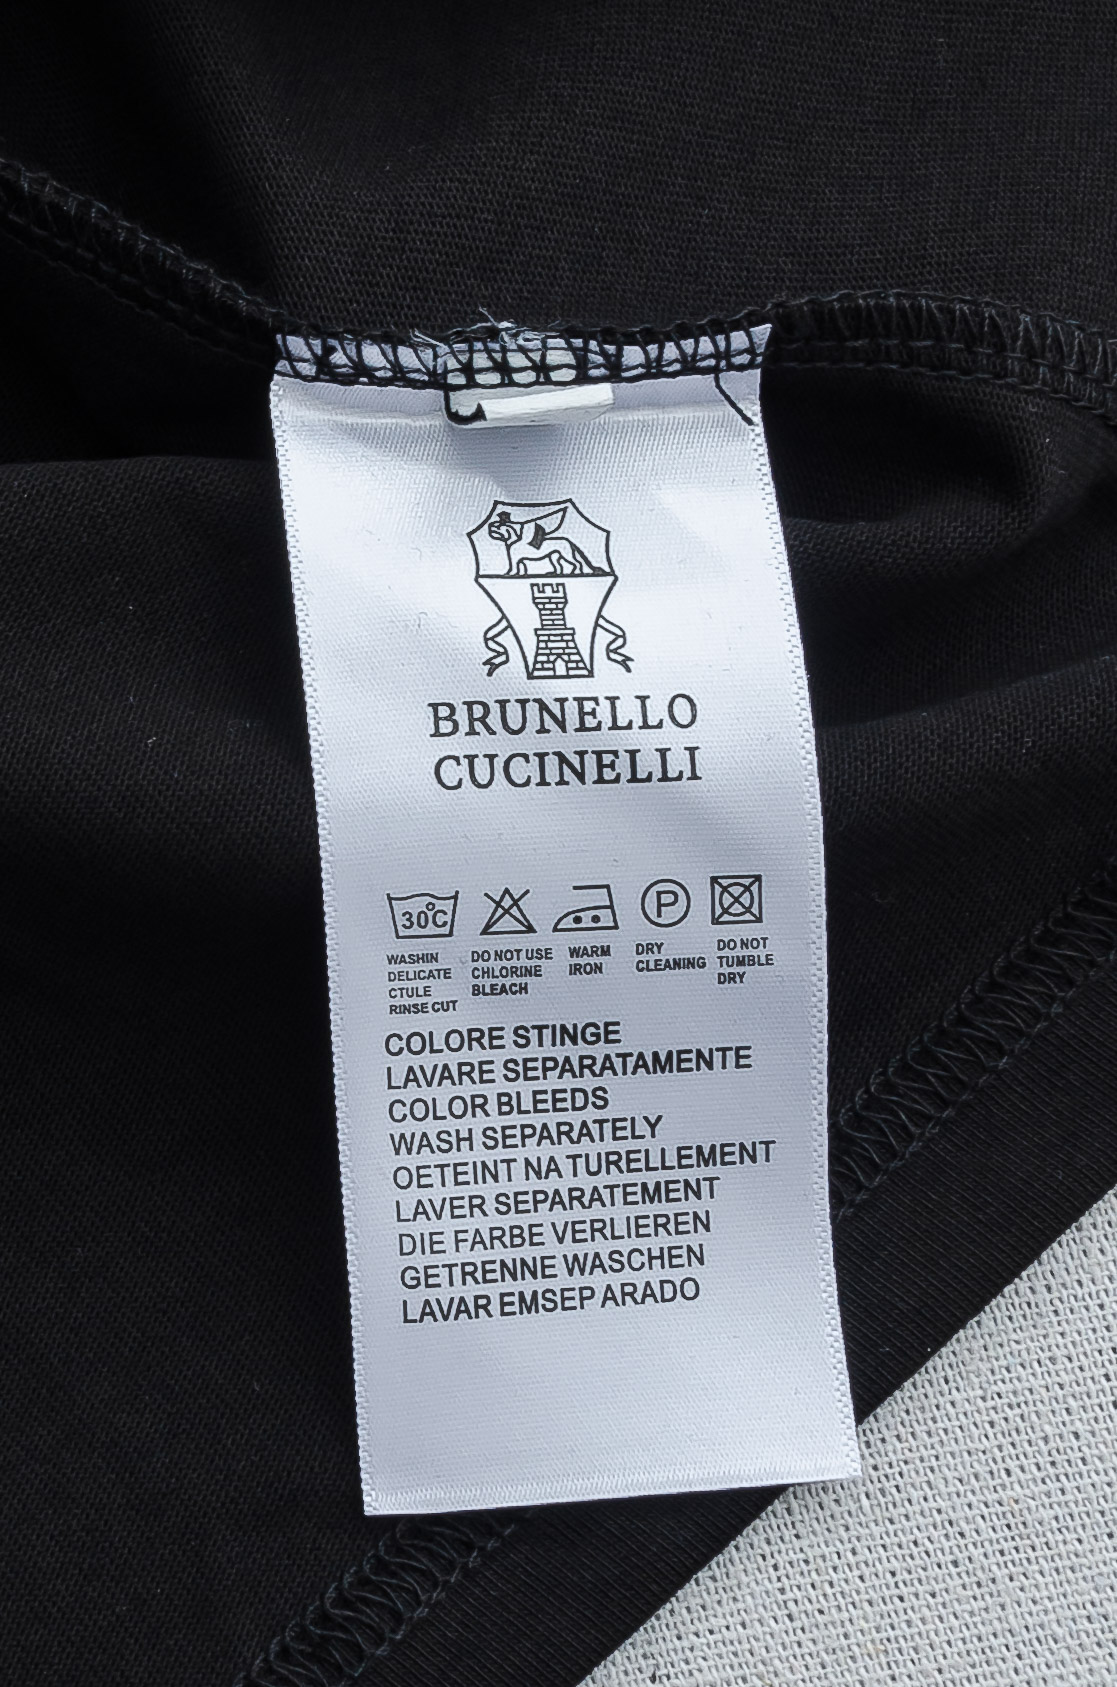 BRUNELLO
CUCINELLI
30°C
P
WASHIN
DELICATE
CTULE
RINSE CUT
DO NOT USE
CHLORINE
BLEACH
WARM
IRON
DRY
CLEANING
DO NOT
TUMBLE
DRY
COLORE STINGE
LAVARE SEPARATAMENTE
COLOR BLEEDS
WASH SEPARATELY
OETEINT NA TURELLEMENT
LAVER SEPARATEMENT
DIE FARBE VERLIEREN
GETRENNE WASCHEN
LAVAR EMSEP ARADO